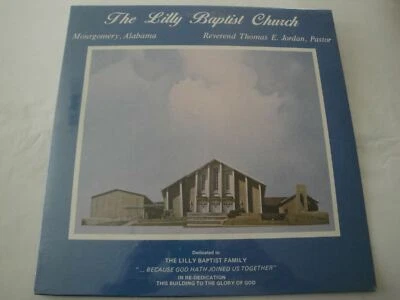 The Lilly Baptist Church
Montgomery, Alabama Reverend Thomas E. Jordan, Pastor
Dedicated to
THE LILLY BAPTIST FAMILY
"... BECAUSE GOD HATH JOINED US TOGETHER"
IN RE-DEDICATION
THIS BUILDING TO THE GLORY OF GOD